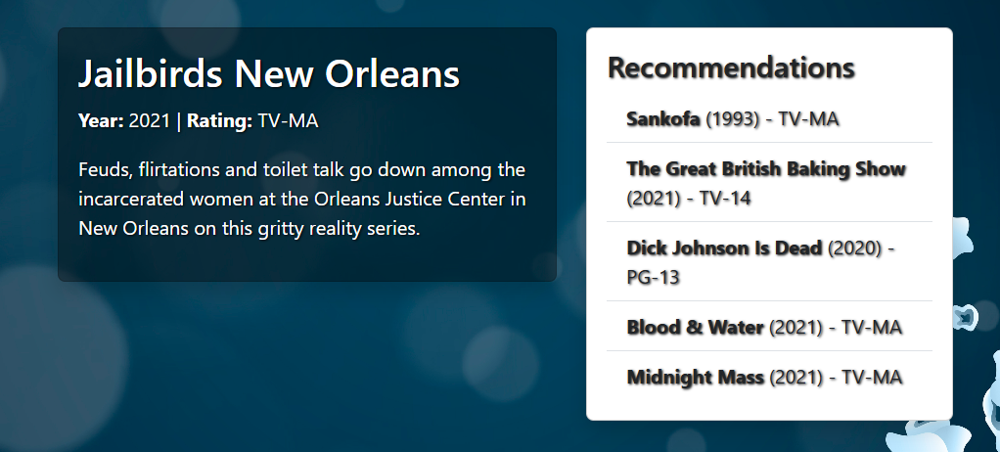 Jailbirds New Orleans
Year: 2021 | Rating: TV-MA
Feuds, flirtations and toilet talk go down among the
incarcerated women at the Orleans Justice Center in
New Orleans on this gritty reality series.
Recommendations
Sankofa (1993) - TV-MA
The Great British Baking Show
(2021) - TV-14
Dick Johnson Is Dead (2020) -
PG-13
Blood & Water (2021) - TV-MA
Midnight Mass (2021) - TV-MA